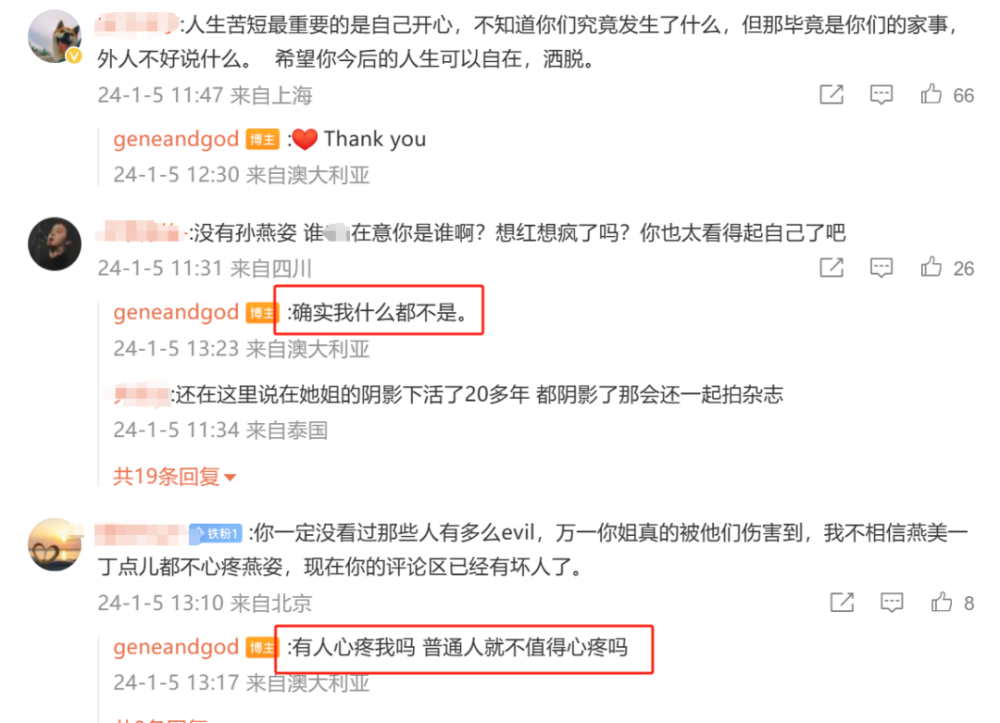 :人生苦短最重要的是自己开心，不知道你们究竟发生了什么，但那毕竟是你们的家事，
外人不好说什么。 希望你今后的人生可以自在，洒脱。
24-1-5 11:47 来自上海
66
geneandgod 博主 :❤️ Thank you
24-1-5 12:30 来自澳大利亚
:没有孙燕姿 谁在意你是谁啊？想红想疯了吗？你也太看得起自己了吧
24-1-5 11:31 来自四川
26
geneandgod 博主 :确实我什么都不是。
24-1-5 13:23 来自澳大利亚
:还在这里说在她姐的阴影下活了20多年 都阴影了那会还一起拍杂志
24-1-5 11:34 来自泰国
共19条回复
铁粉1 :你一定没看过那些人有多么evil，万一你姐真的被他们伤害到，我不相信燕美一
丁点儿都不心疼燕姿，现在你的评论区已经有坏人了。
24-1-5 13:10 来自北京
8
geneandgod 博主 :有人心疼我吗 普通人就不值得心疼吗
24-1-5 13:17 来自澳大利亚